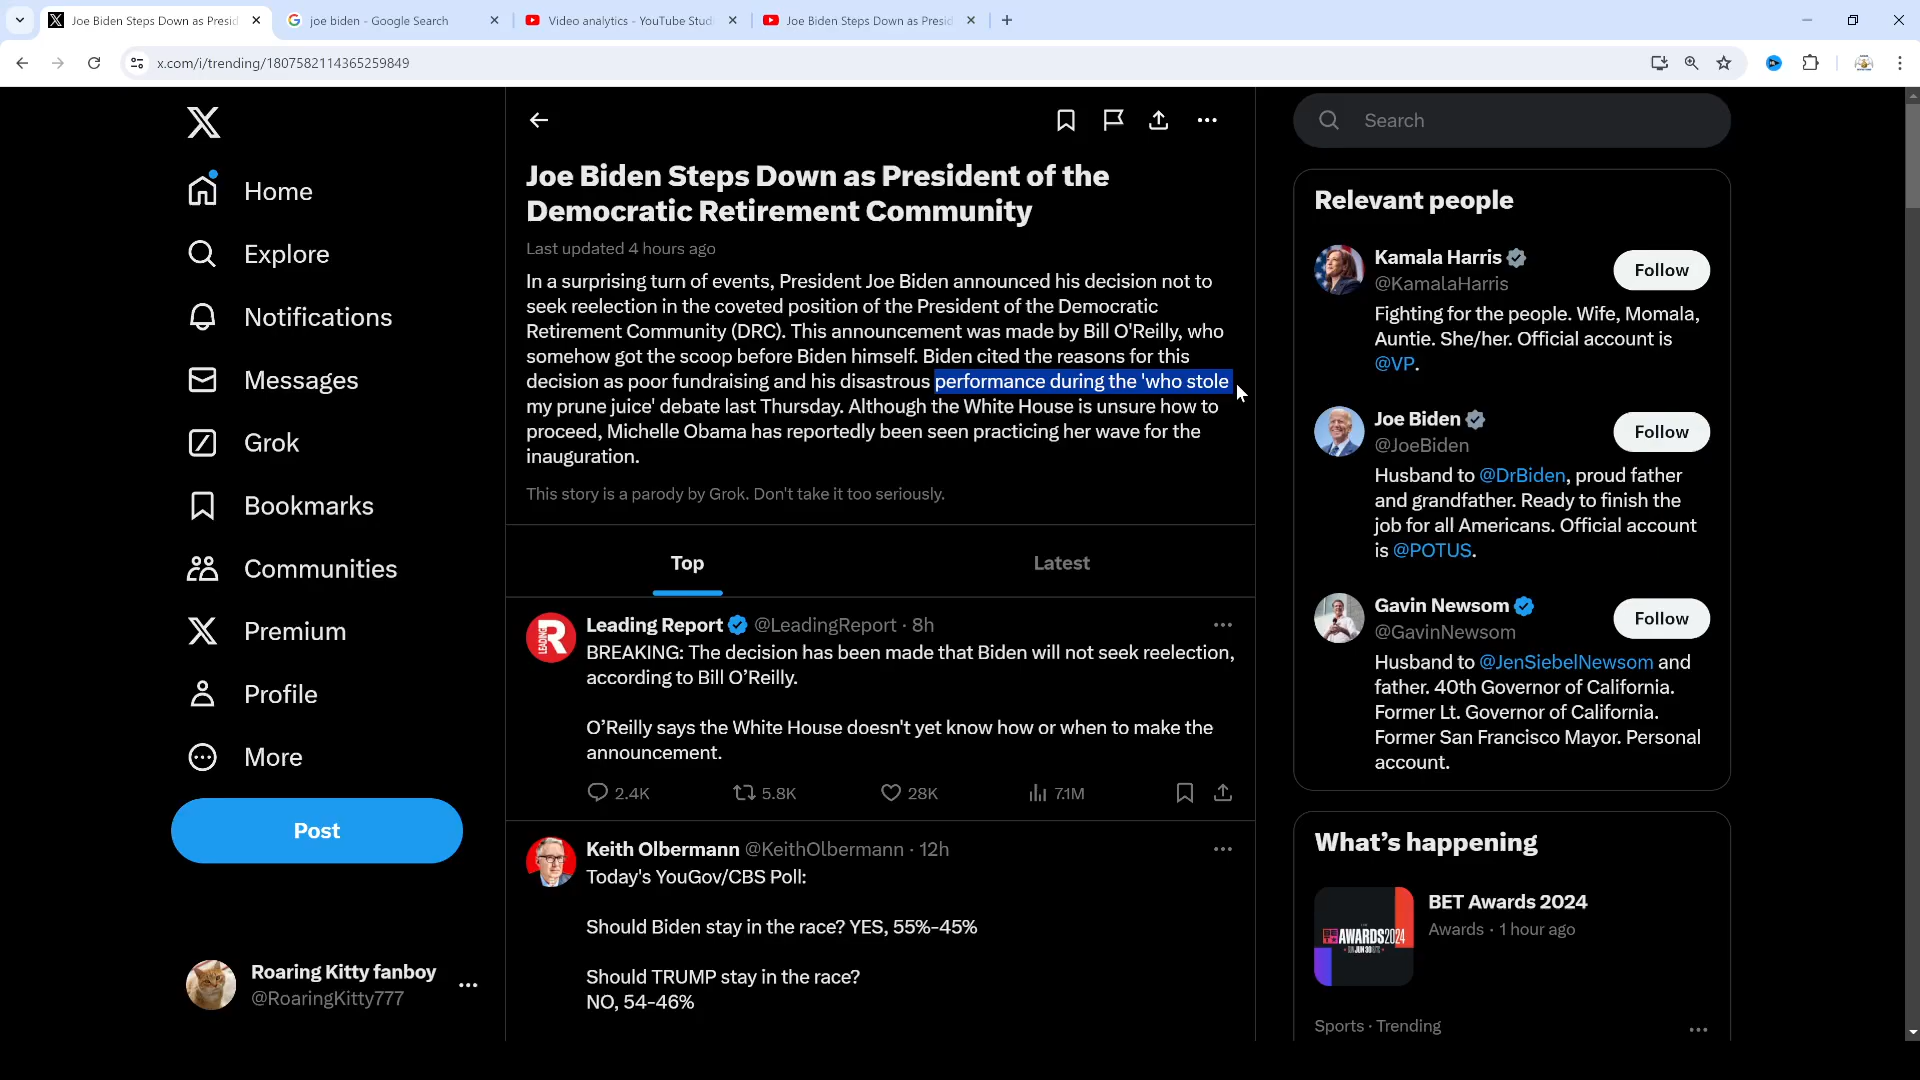 Joe Biden Steps Down as Presid
joe biden - Google Search
Video analytics - YouTube Stud
Joe Biden Steps Down as Presid
x.com/i/trending/1807582114365259849
Home
Explore
Notifications
Messages
Grok
Bookmarks
Communities
Premium
Profile
More
Post
Roaring Kitty fanboy
@RoaringKitty777
Joe Biden Steps Down as President of the
Democratic Retirement Community
Last updated 4 hours ago
In a surprising turn of events, President Joe Biden announced his decision not to
seek reelection in the coveted position of the President of the Democratic
Retirement Community (DRC). This announcement was made by Bill O'Reilly, who
somehow got the scoop before Biden himself. Biden cited the reasons for this
decision as poor fundraising and his disastrous performance during the 'who stole
my prune juice' debate last Thursday. Although the White House is unsure how to
proceed, Michelle Obama has reportedly been seen practicing her wave for the
inauguration.
This story is a parody by Grok. Don't take it too seriously.
Top
Latest
Leading Report @LeadingReport · 8h
BREAKING: The decision has been made that Biden will not seek reelection,
according to Bill O’Reilly.
O’Reilly says the White House doesn't yet know how or when to make the
announcement.
2.4K 5.8K 28K 7.1M
Keith Olbermann @KeithOlbermann · 12h
Today's YouGov/CBS Poll:
Should Biden stay in the race? YES, 55%-45%
Should TRUMP stay in the race?
NO, 54-46%
Search
Relevant people
Kamala Harris
@KamalaHarris
Follow
Fighting for the people. Wife, Momala,
Auntie. She/her. Official account is
@VP.
Joe Biden
@JoeBiden
Follow
Husband to @DrBiden, proud father
and grandfather. Ready to finish the
job for all Americans. Official account
is @POTUS.
Gavin Newsom
@GavinNewsom
Follow
Husband to @JenSiebelNewsom and
father. 40th Governor of California.
Former Lt. Governor of California.
Former San Francisco Mayor. Personal
account.
What’s happening
BET Awards 2024
Awards · 1 hour ago
AWARDS2024
Sports · Trending